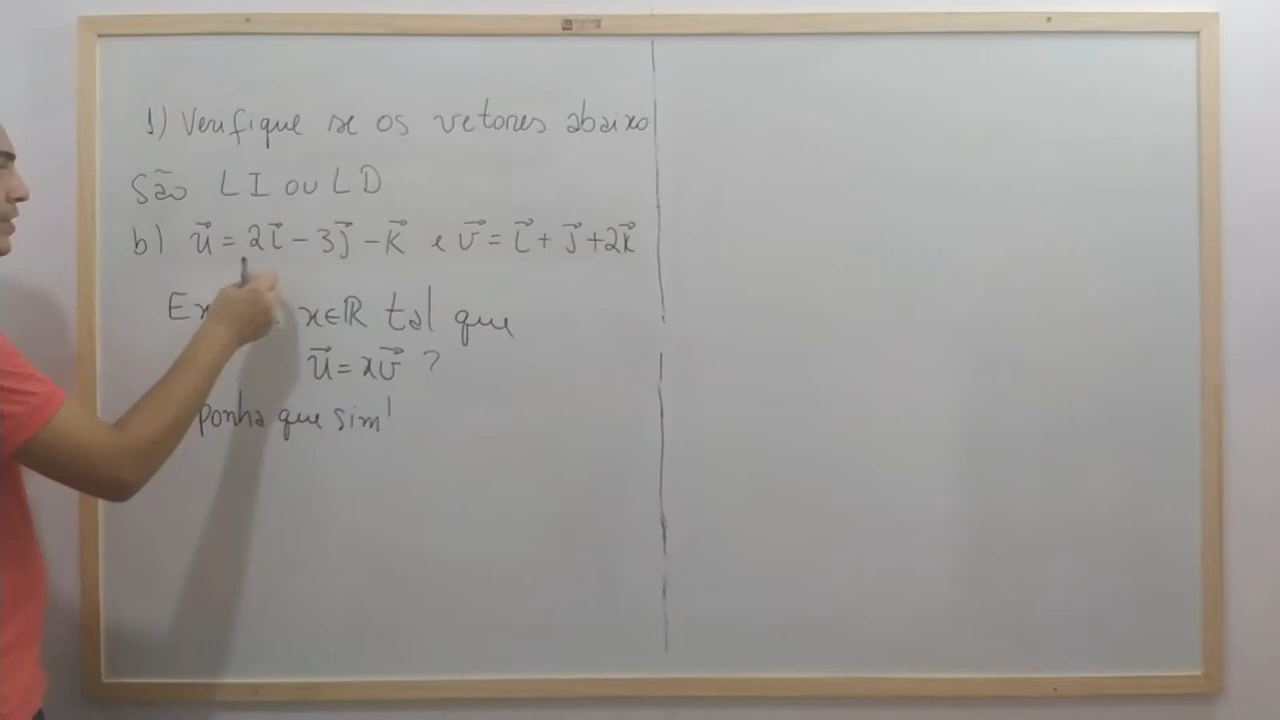 1) Verifique se os vetores abaixo
São LI ou LD
b) u⃗ = 2i⃗ - 3j⃗ - k⃗ e v⃗ = i⃗ + j⃗ + 2k⃗
x∈ℝ tal que
u⃗ = xv⃗ ?
ponha que sim!